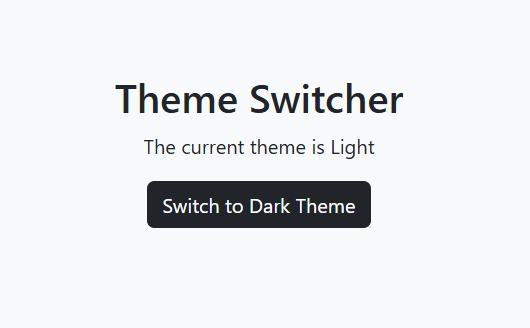 Theme Switcher
The current theme is Light
Switch to Dark Theme